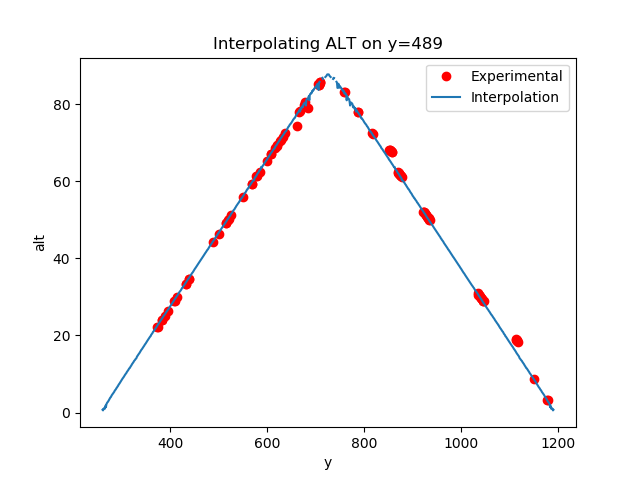 Interpolating ALT on y=489
Experimental
Interpolation
80
60
40
20
0
alt
400 600 800 1000 1200
y